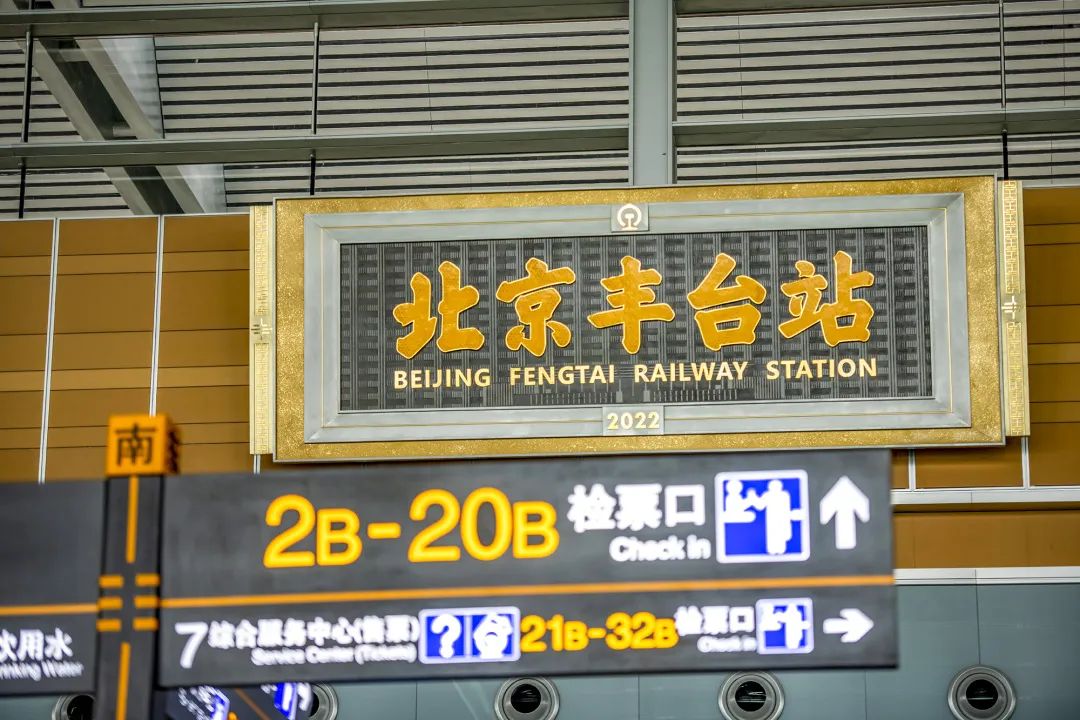 北京丰台站
BEIJING FENGTAI RAILWAY STATION
2022
南
2B-20B 检票口
Check in
7 综合服务中心(售票) 21B-32B 检票口
Service Center (Tickets) Check in
饮用水
Drinking Water